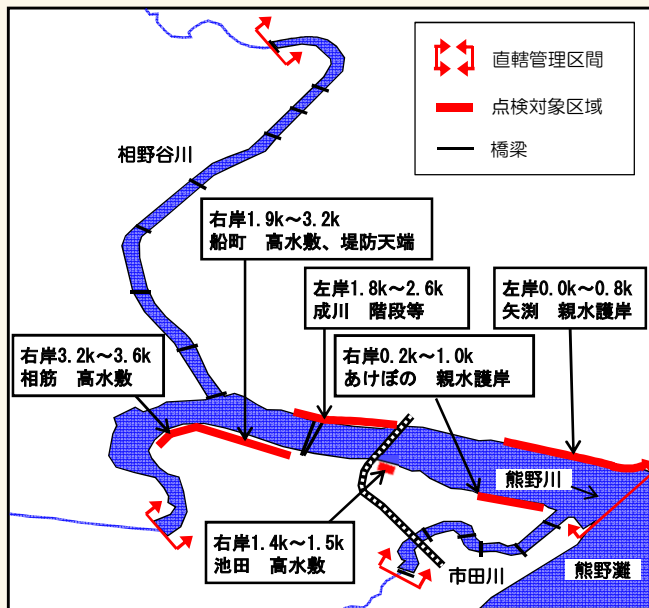 直轄管理区間
点検対象区域
橋梁
相野谷川
右岸1.9k～3.2k
船町　高水敷、堤防天端
左岸1.8k～2.6k
成川　階段等
左岸0.0k～0.8k
矢渕　親水護岸
右岸3.2k～3.6k
相筋　高水敷
右岸0.2k～1.0k
あけぼの　親水護岸
熊野川
右岸1.4k～1.5k
池田　高水敷
市田川
熊野灘